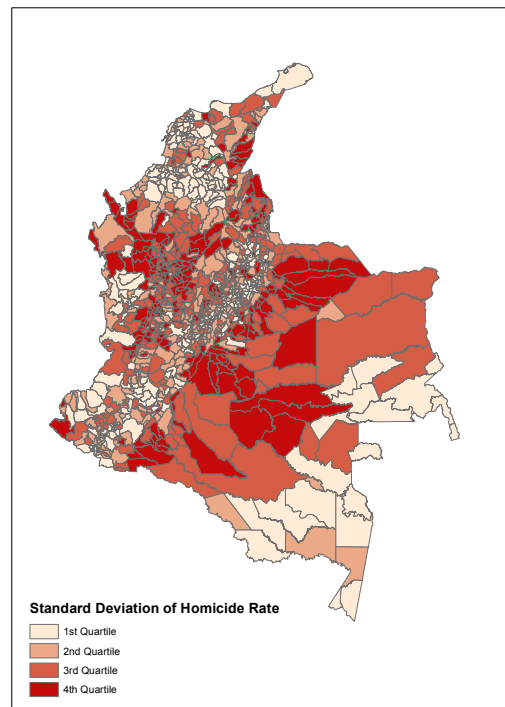 Standard Deviation of Homicide Rate
1st Quartile
2nd Quartile
3rd Quartile
4th Quartile